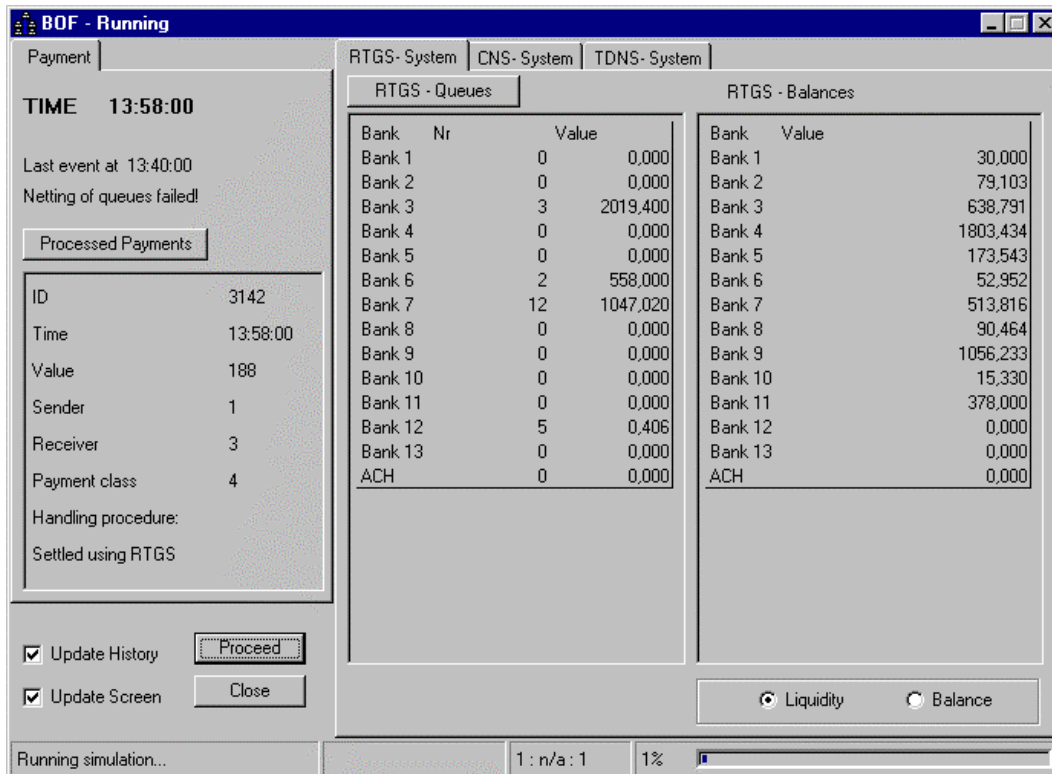 BOF - Running
Payment
TIME 13:58:00
Last event at 13:40:00
Netting of queues failed!
Processed Payments
ID 3142
Time 13:58:00
Value 188
Sender 1
Receiver 3
Payment class 4
Handling procedure:
Settled using RTGS
Update History
Proceed
Update Screen
Close
RTGS- System CNS- System TDNS- System
RTGS - Queues
Bank Nr Value
Bank 1 0 0,000
Bank 2 0 0,000
Bank 3 3 2019,400
Bank 4 0 0,000
Bank 5 0 0,000
Bank 6 2 558,000
Bank 7 12 1047,020
Bank 8 0 0,000
Bank 9 0 0,000
Bank 10 0 0,000
Bank 11 0 0,000
Bank 12 5 0,406
Bank 13 0 0,000
ACH 0 0,000
RTGS - Balances
Bank Value
Bank 1 30,000
Bank 2 79,103
Bank 3 638,791
Bank 4 1803,434
Bank 5 173,543
Bank 6 52,952
Bank 7 513,816
Bank 8 90,464
Bank 9 1056,233
Bank 10 15,330
Bank 11 378,000
Bank 12 0,000
Bank 13 0,000
ACH 0,000
Liquidity Balance
Running simulation... 1 : n/a : 1 1%